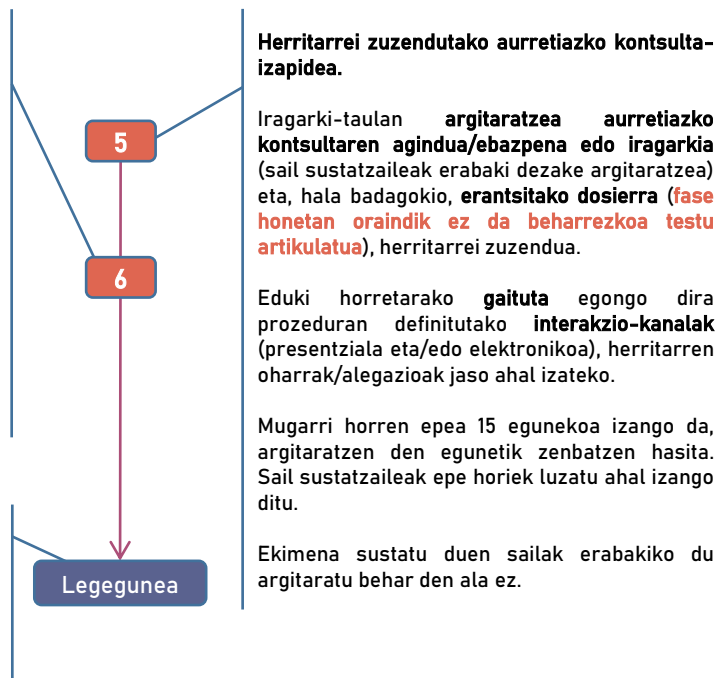 Herritarrei zuzendutako aurretiazko kontsulta-
izapidea.
Iragarki-taulan argitaratzea aurretiazko
kontsultaren agindua/ebazpena edo iragarkia
(sail sustatzaileak erabaki dezake argitaratzea)
eta, hala badagokio, erantsitako dosierra (fase
honetan oraindik ez da beharrezkoa testu
artikulatua), herritarrei zuzendua.
Eduki horretarako gaituta egongo dira
prozeduran definitutako interakzio-kanalak
(presentziala eta/edo elektronikoa), herritarren
oharrak/alegazioak jaso ahal izateko.
Mugarri horren epea 15 egunekoa izango da,
argitaratzen den egunetik zenbatzen hasita.
Sail sustatzaileak epe horiek luzatu ahal izango
ditu.
Ekimena sustatu duen sailak erabakiko du
argitaratu behar den ala ez.
5
6
Legegunea